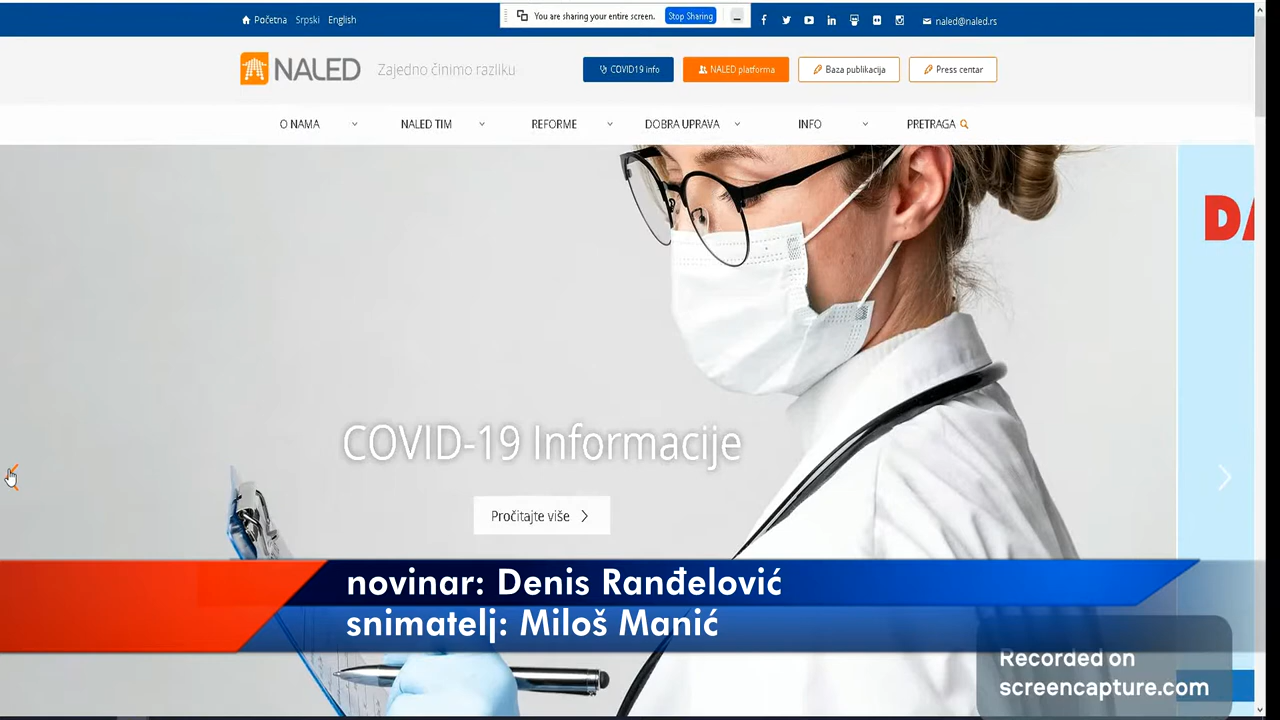 Početna Srpski English
You are sharing your entire screen. Stop Sharing
naled@naled.rs
NALED Zajedno činimo razliku
COVID19 info NALED platforma Baza publikacija Press centar
O NAMA NALED TIM REFORME DOBRA UPRAVA INFO PRETRAGA
DA
COVID-19 Informacije
Pročitajte više
novinar: Denis Ranđelović
snimatelj: Miloš Manić
Recorded on
screencapture.com